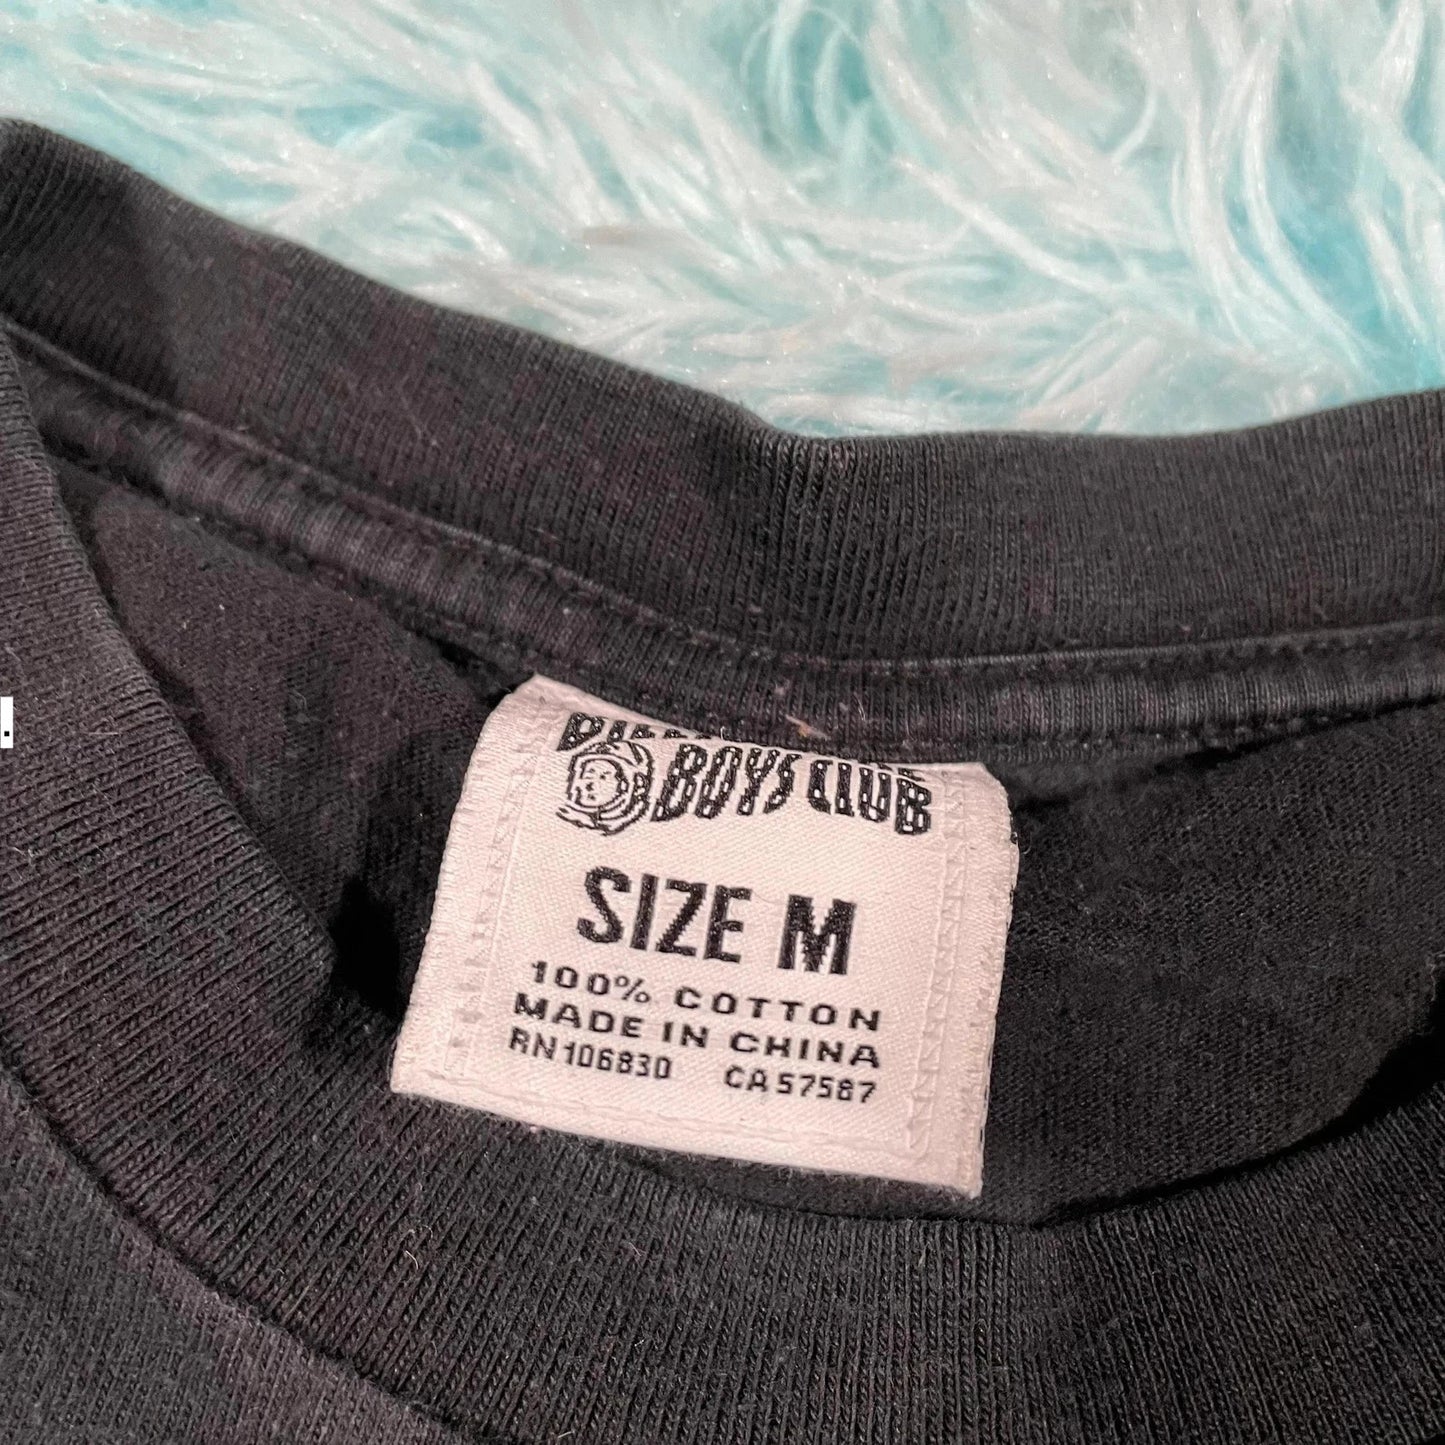 BOYS CLUB
SIZE M
100% COTTON
MADE IN CHINA
RN106830 CA57587